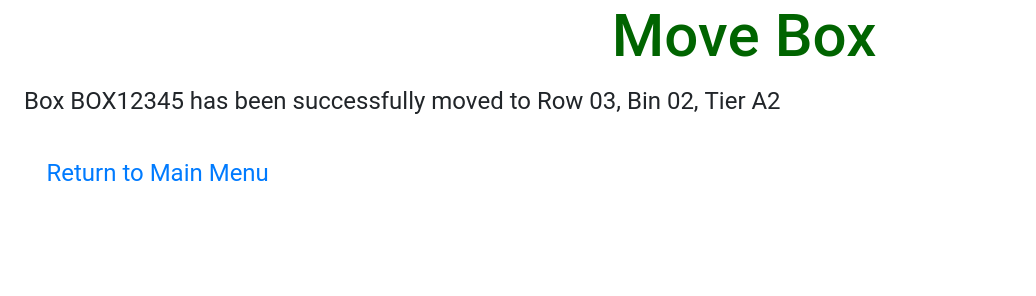 Move Box
Box BOX12345 has been successfully moved to Row 03, Bin 02, Tier A2
Return to Main Menu